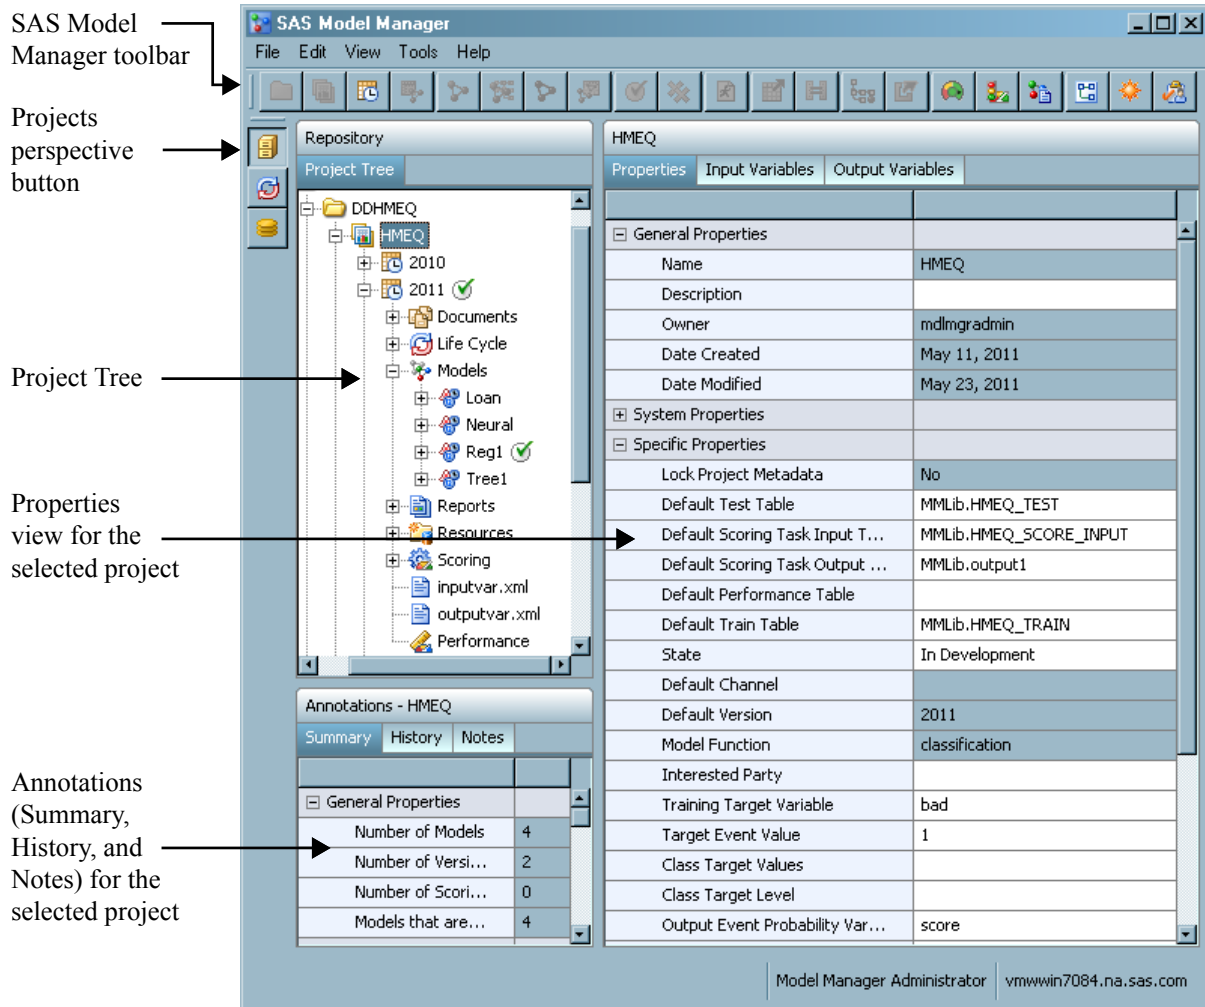 SAS Model
Manager toolbar
Projects
perspective
button
Project Tree
Properties
view for the
selected project
Annotations
(Summary,
History, and
Notes) for the
selected project
SAS Model Manager
File Edit View Tools Help
Repository
Project Tree
DDHMEQ
HMEQ
2010
2011
Documents
Life Cycle
Models
Loan
Neural
Reg1
Tree1
Reports
Resources
Scoring
inputvar.xml
outputvar.xml
Performance
Annotations - HMEQ
Summary History Notes
General Properties
Number of Models 4
Number of Versi... 2
Number of Scori... 0
Models that are... 4
HMEQ
Properties Input Variables Output Variables
General Properties
Name HMEQ
Description
Owner mdlmgradmin
Date Created May 11, 2011
Date Modified May 23, 2011
System Properties
Specific Properties
Lock Project Metadata No
Default Test Table MMLib.HMEQ_TEST
Default Scoring Task Input T... MMLib.HMEQ_SCORE_INPUT
Default Scoring Task Output ... MMLib.output1
Default Performance Table
Default Train Table MMLib.HMEQ_TRAIN
State In Development
Default Channel
Default Version 2011
Model Function classification
Interested Party
Training Target Variable bad
Target Event Value 1
Class Target Values
Class Target Level
Output Event Probability Var... score
Model Manager Administrator vmwwin7084.na.sas.com